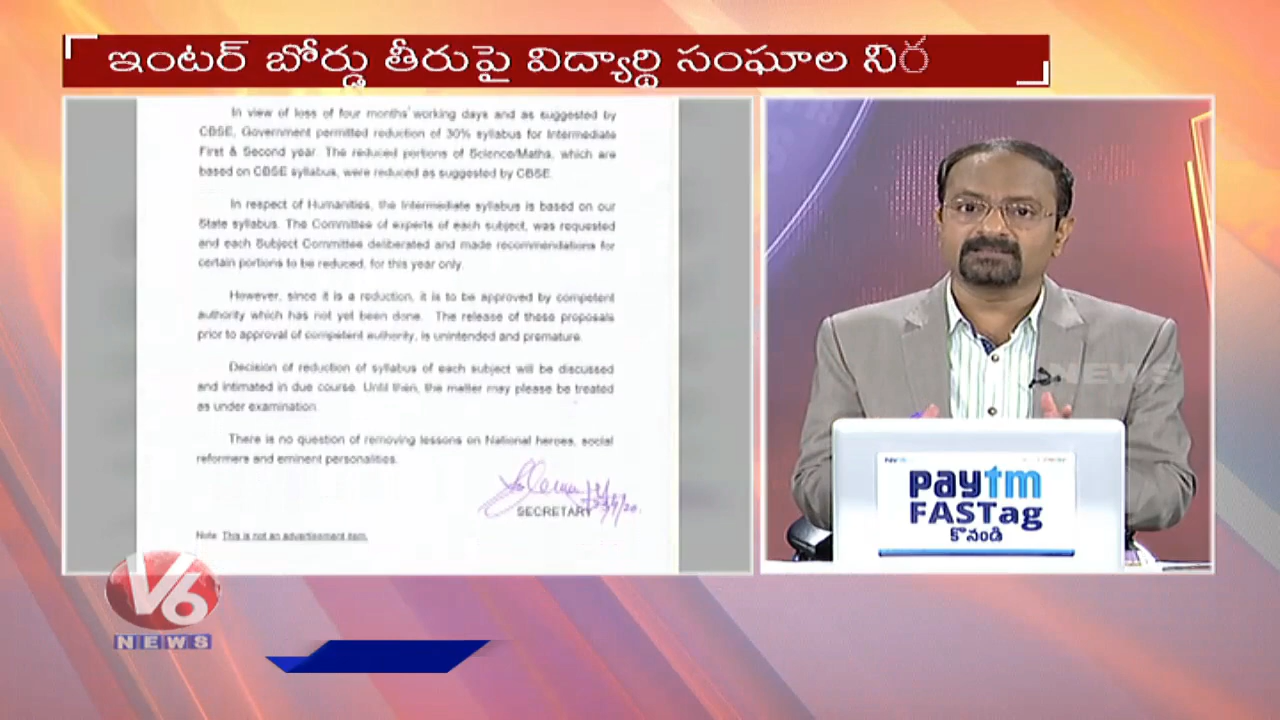 ఇంటర్ బోర్డు తీరుపై విద్యార్థి సంఘాల నిర
In view of loss of four months' working days and as suggested by
CBSE, Government permitted reduction of 30% syllabus for Intermediate
First & Second year. The reduced portions of Science/Maths, which are
based on CBSE syllabus, were reduced as suggested by CBSE.
In respect of Humanities, the Intermediate syllabus is based on our
State syllabus. The Committee of experts of each subject, was requested
and each Subject Committee deliberated and made recommendations for
certain portions to be reduced, for this year only.
However, since it is a reduction, it is to be approved by competent
authority which has not yet been done. The release of these proposals
prior to approval of competent authority, is unintended and premature.
Decision of reduction of syllabus of each subject will be discussed
and intimated in due course. Until then, the matter may please be treated
as under examination.
There is no question of removing lessons on National heroes, social
reformers and eminent personalities.
SECRETARY
Note: This is not an advertisement item.
NEWS
paytm
FASTag
కొనండి
V6
NEWS